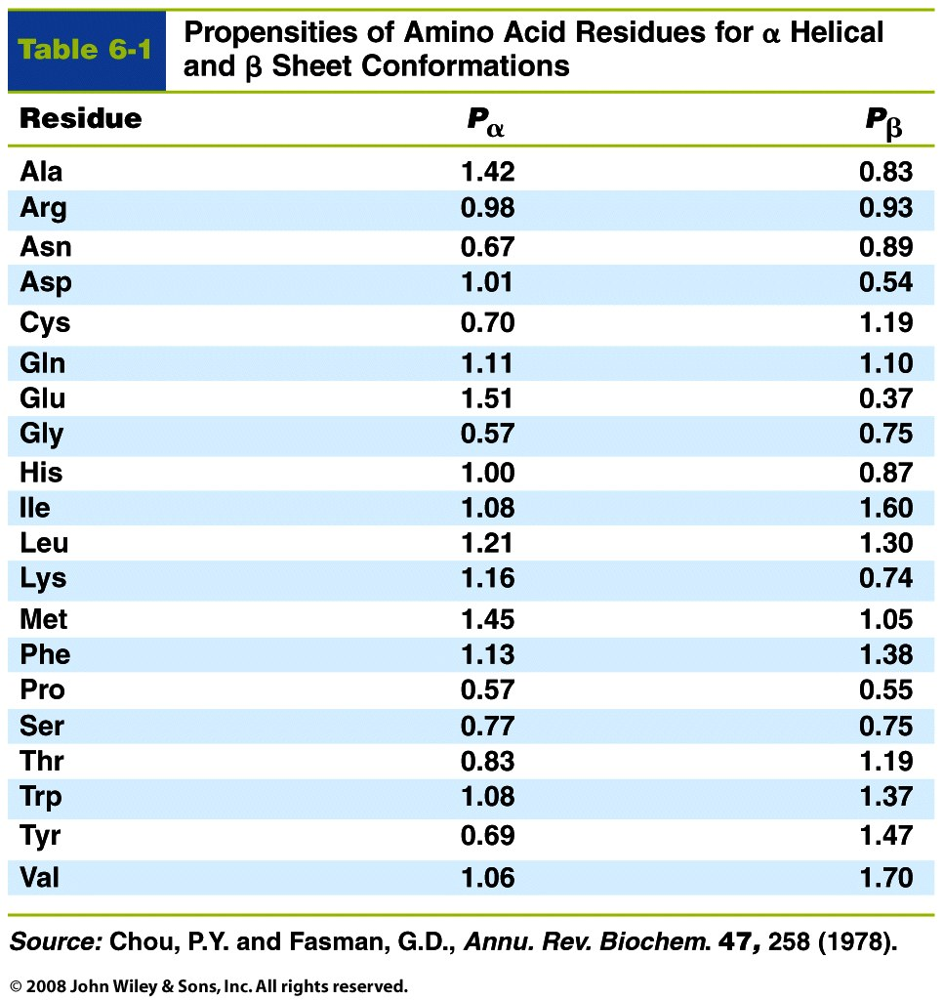 Table 6-1
Propensities of Amino Acid Residues for α Helical
and β Sheet Conformations
Residue Pα Pβ
Ala 1.42 0.83
Arg 0.98 0.93
Asn 0.67 0.89
Asp 1.01 0.54
Cys 0.70 1.19
Gln 1.11 1.10
Glu 1.51 0.37
Gly 0.57 0.75
His 1.00 0.87
Ile 1.08 1.60
Leu 1.21 1.30
Lys 1.16 0.74
Met 1.45 1.05
Phe 1.13 1.38
Pro 0.57 0.55
Ser 0.77 0.75
Thr 0.83 1.19
Trp 1.08 1.37
Tyr 0.69 1.47
Val 1.06 1.70
Source: Chou, P.Y. and Fasman, G.D., Annu. Rev. Biochem. 47, 258 (1978).
© 2008 John Wiley & Sons, Inc. All rights reserved.